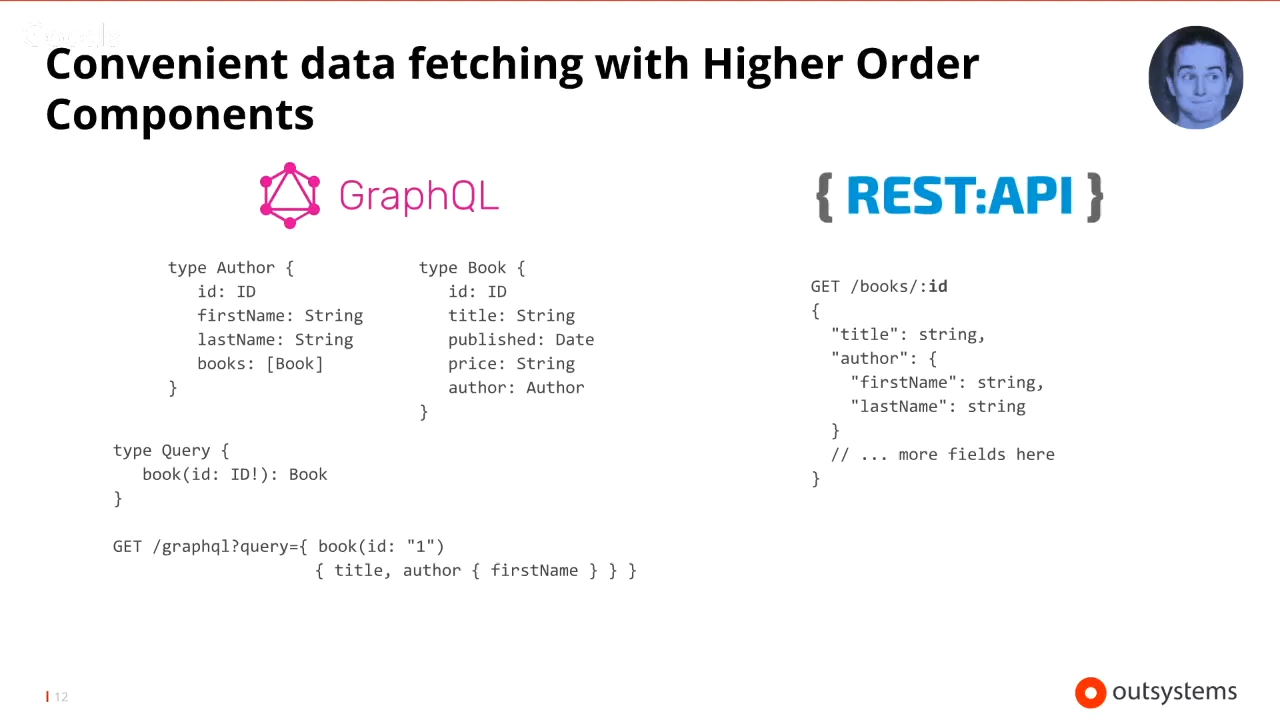 Convenient data fetching with Higher Order
Components
GraphQL
type Author {
id: ID
firstName: String
lastName: String
books: [Book]
}
type Book {
id: ID
title: String
published: Date
price: String
author: Author
}
type Query {
book(id: ID!): Book
}
GET /graphql?query={ book(id: "1")
{ title, author { firstName } } }
{ REST:API }
GET /books/:id
{
"title": string,
"author": {
"firstName": string,
"lastName": string
}
// ... more fields here
}
12
outsystems